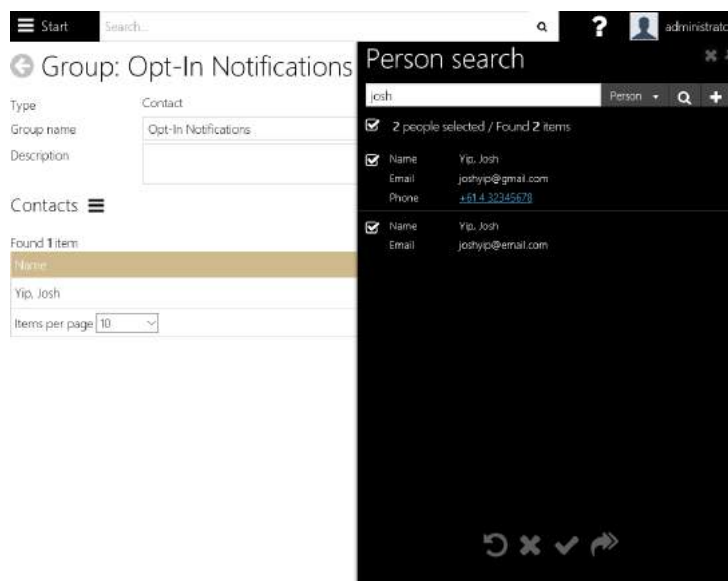 Start Search... ? administrato
Group: Opt-In Notifications
Type Contact
Group name Opt-In Notifications
Description
Contacts
Found 1 item
Name
Yip, Josh
Items per page 10
Person search
josh Person
2 people selected / Found 2 items
Name Yip, Josh
Email joshyip@gmail.com
Phone +61 4 32345678
Name Yip, Josh
Email joshyip@email.com